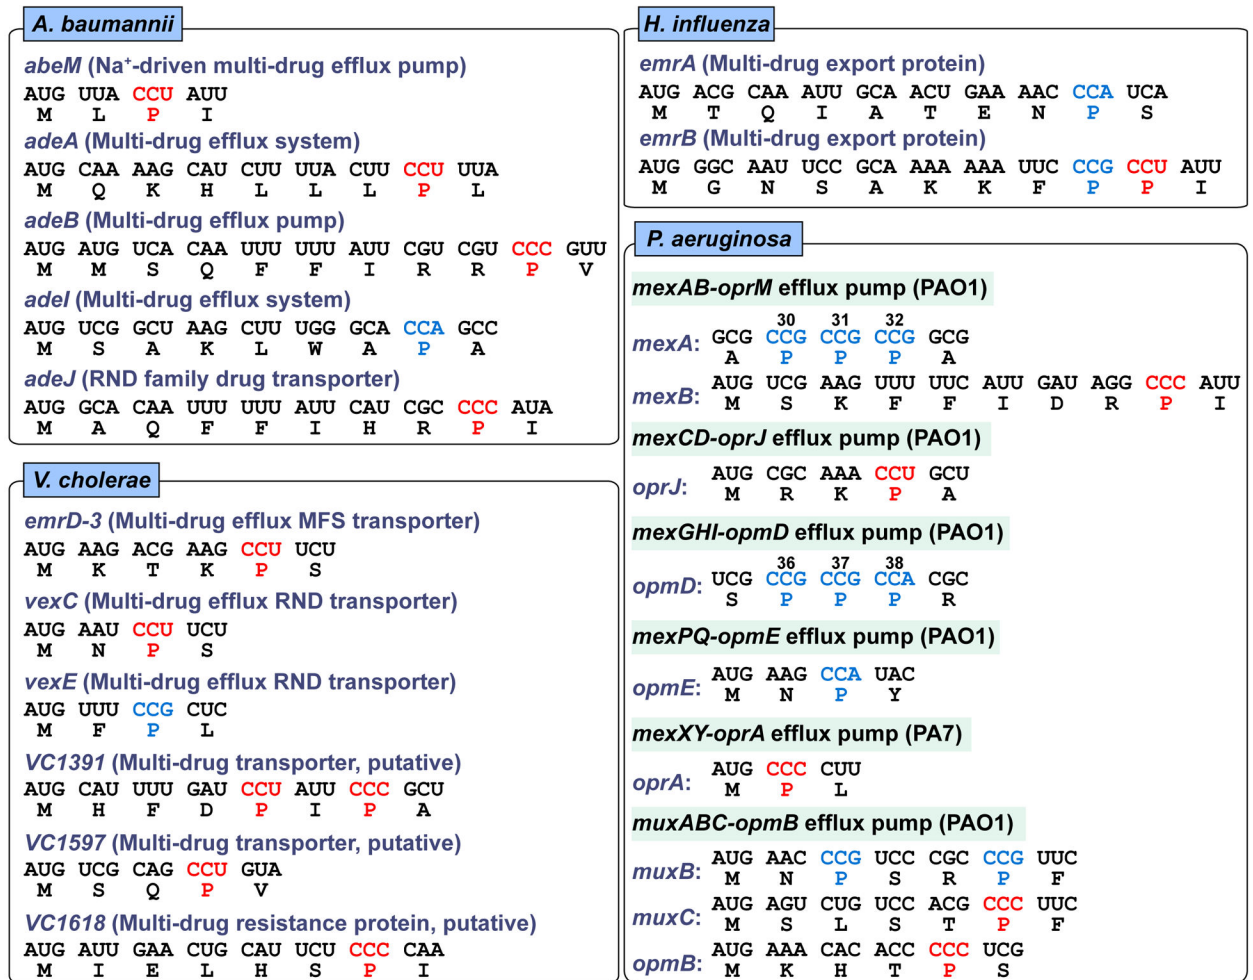 A. baumannii
abeM (Na⁺-driven multi-drug efflux pump)
AUG UUA CCU AUU
M L P I
adeA (Multi-drug efflux system)
AUG CAA AAG CAU CUU UUA CUU CCU UUA
M Q K H L L L P L
adeB (Multi-drug efflux pump)
AUG AUG UCA CAA UUU UUU AUU CGU CGU CCC GUU
M M S Q F F I R R P V
adeI (Multi-drug efflux system)
AUG UCG GCU AAG CUU UGG GCA CCA GCC
M S A K L W A P A
adeJ (RND family drug transporter)
AUG GCA CAA UUU UUU AUU CAU CGC CCC AUA
M A Q F F I H R P I
V. cholerae
emrD-3 (Multi-drug efflux MFS transporter)
AUG AAG ACG AAG CCU UCU
M K T K P S
vexC (Multi-drug efflux RND transporter)
AUG AAU CCU UCU
M N P S
vexE (Multi-drug efflux RND transporter)
AUG UUU CCG CUC
M F P L
VC1391 (Multi-drug transporter, putative)
AUG CAU UUU GAU CCU AUU CCC GCU
M H F D P I P A
VC1597 (Multi-drug transporter, putative)
AUG UCG CAG CCU GUA
M S Q P V
VC1618 (Multi-drug resistance protein, putative)
AUG AUU GAA CUG CAU UCU CCC CAA
M I E L H S P I
H. influenza
emrA (Multi-drug export protein)
AUG ACG CAA AUU GCA ACU GAA AAC CCA UCA
M T Q I A T E N P S
emrB (Multi-drug export protein)
AUG GGC AAU UCC GCA AAA AAA UUC CCG CCU AUU
M G N S A K K F P P I
P. aeruginosa
mexAB-oprM efflux pump (PAO1)
30 31 32
mexA: GCG CCG CCG CCG GCG
A P P P A
mexB: AUG UCG AAG UUU UUC AUU GAU AGG CCC AUU
M S K F F I D R P I
mexCD-oprJ efflux pump (PAO1)
oprJ: AUG CGC AAA CCU GCU
M R K P A
mexGHI-opmD efflux pump (PAO1)
36 37 38
opmD: UCG CCG CCG CCA CGC
S P P P R
mexPQ-opmE efflux pump (PAO1)
opmE: AUG AAG CCA UAC
M N P Y
mexXY-oprA efflux pump (PA7)
oprA: AUG CCC CUU
M P L
muxABC-opmB efflux pump (PAO1)
muxB: AUG AAC CCG UCC CGC CCG UUC
M N P S R P F
muxC: AUG AGU CUG UCC ACG CCC UUC
M S L S T P F
opmB: AUG AAA CAC ACC CCC UCG
M K H T P S